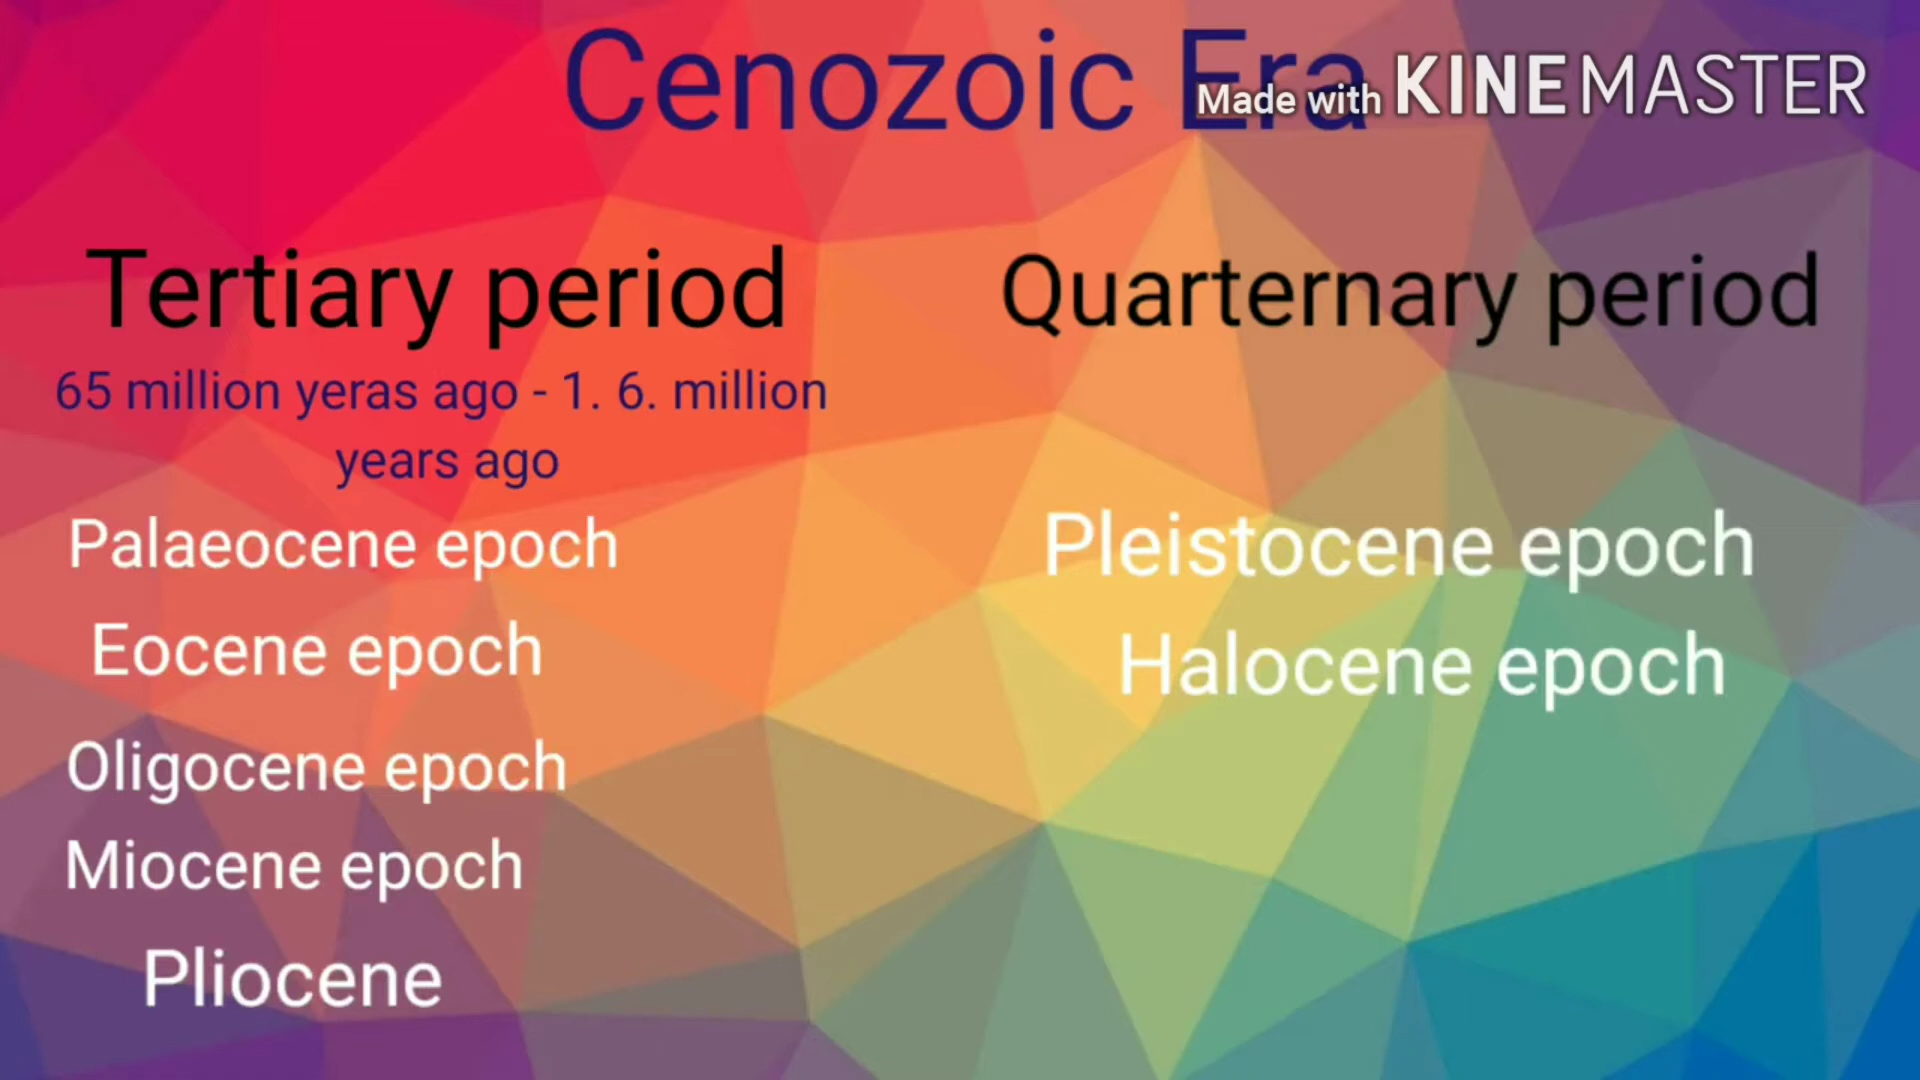 Cenozoic Era
Made with KINEMASTER
Tertiary period
65 million yeras ago - 1. 6. million
years ago
Palaeocene epoch
Eocene epoch
Oligocene epoch
Miocene epoch
Pliocene
Quarternary period
Pleistocene epoch
Halocene epoch